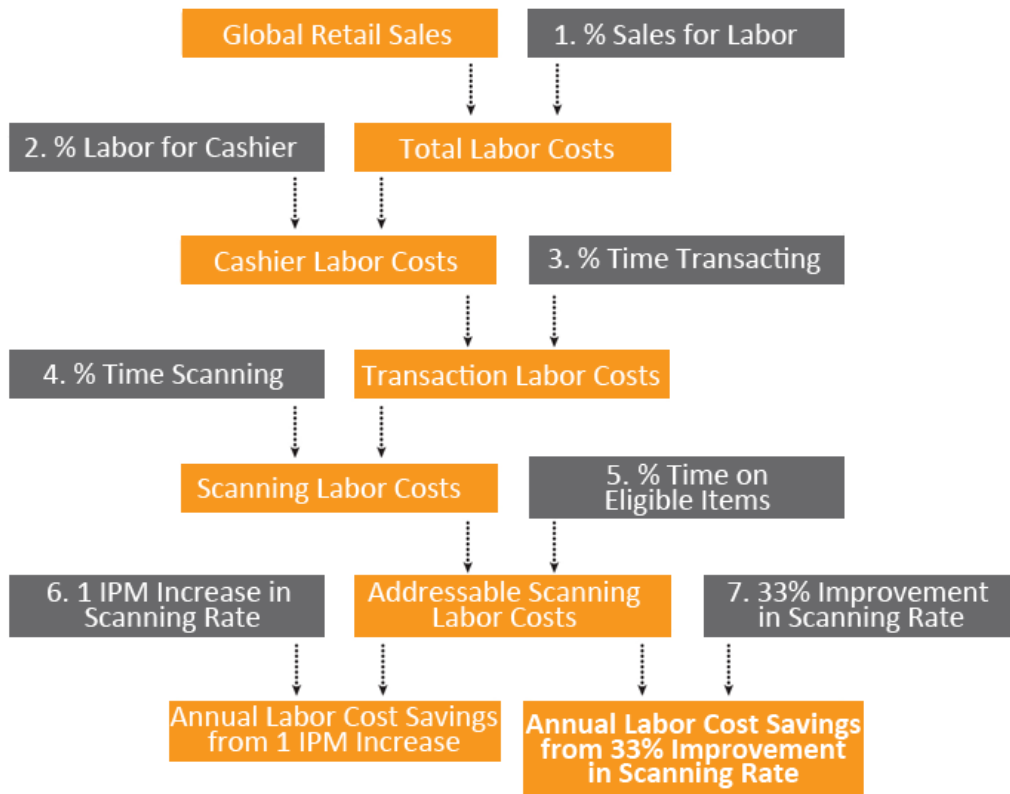 Global Retail Sales
1. % Sales for Labor
2. % Labor for Cashier
Total Labor Costs
Cashier Labor Costs
3. % Time Transacting
4. % Time Scanning
Transaction Labor Costs
Scanning Labor Costs
5. % Time on
Eligible Items
6. 1 IPM Increase in
Scanning Rate
Addressable Scanning
Labor Costs
7. 33% Improvement
in Scanning Rate
Annual Labor Cost Savings
from 1 IPM Increase
Annual Labor Cost Savings
from 33% Improvement
in Scanning Rate